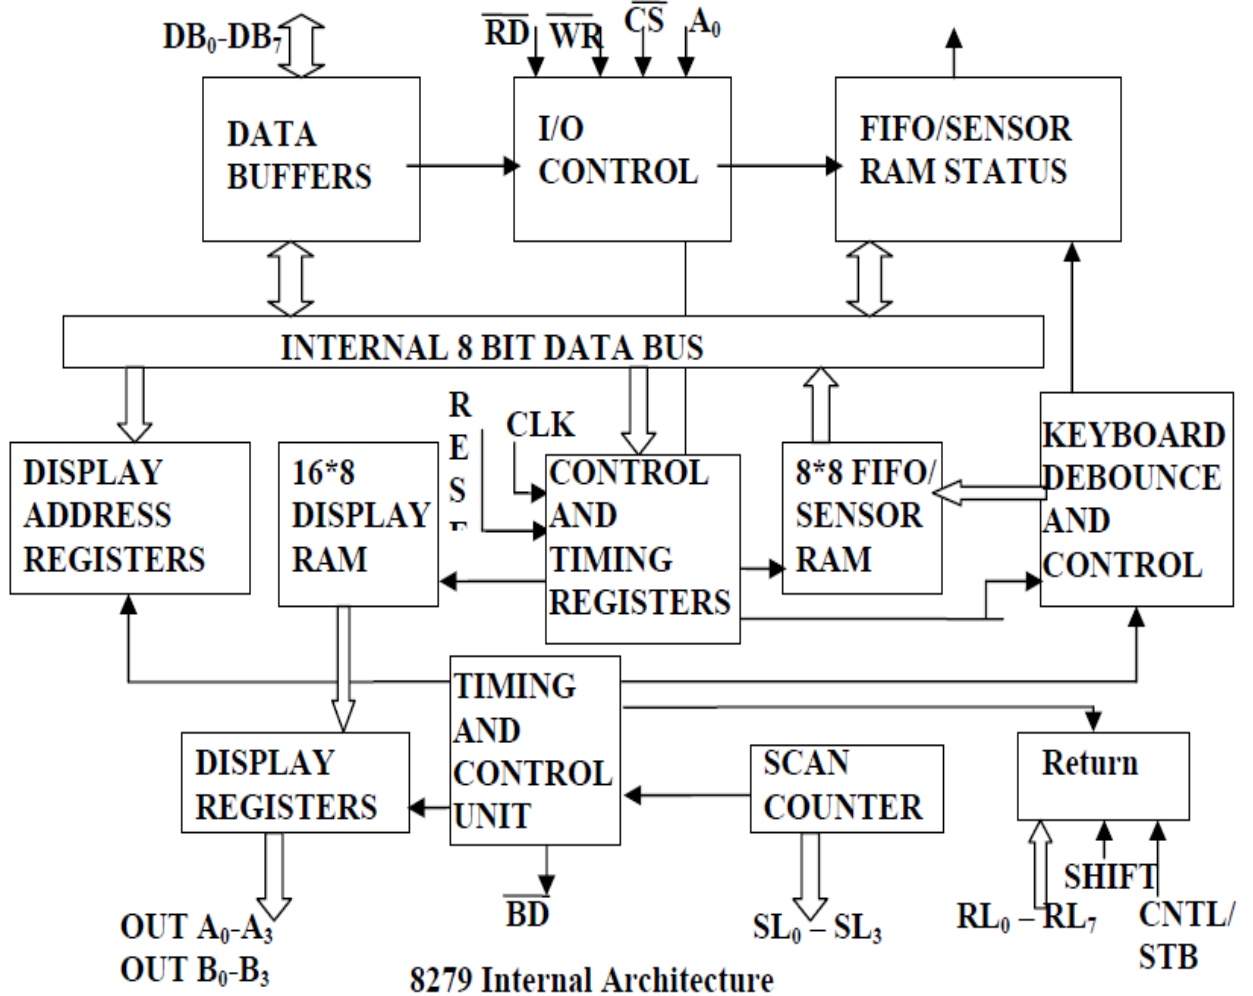 DB₀-DB₇
RD WR CS A₀
DATA
BUFFERS
I/O
CONTROL
FIFO/SENSOR
RAM STATUS
INTERNAL 8 BIT DATA BUS
R
E
S
E
CLK
DISPLAY
ADDRESS
REGISTERS
16*8
DISPLAY
RAM
CONTROL
AND
TIMING
REGISTERS
8*8 FIFO/
SENSOR
RAM
KEYBOARD
DEBOUNCE
AND
CONTROL
DISPLAY
REGISTERS
TIMING
AND
CONTROL
UNIT
SCAN
COUNTER
Return
OUT A₀-A₃
OUT B₀-B₃
BD
SL₀ – SL₃
RL₀ – RL₇
SHIFT
CNTL/
STB
8279 Internal Architecture